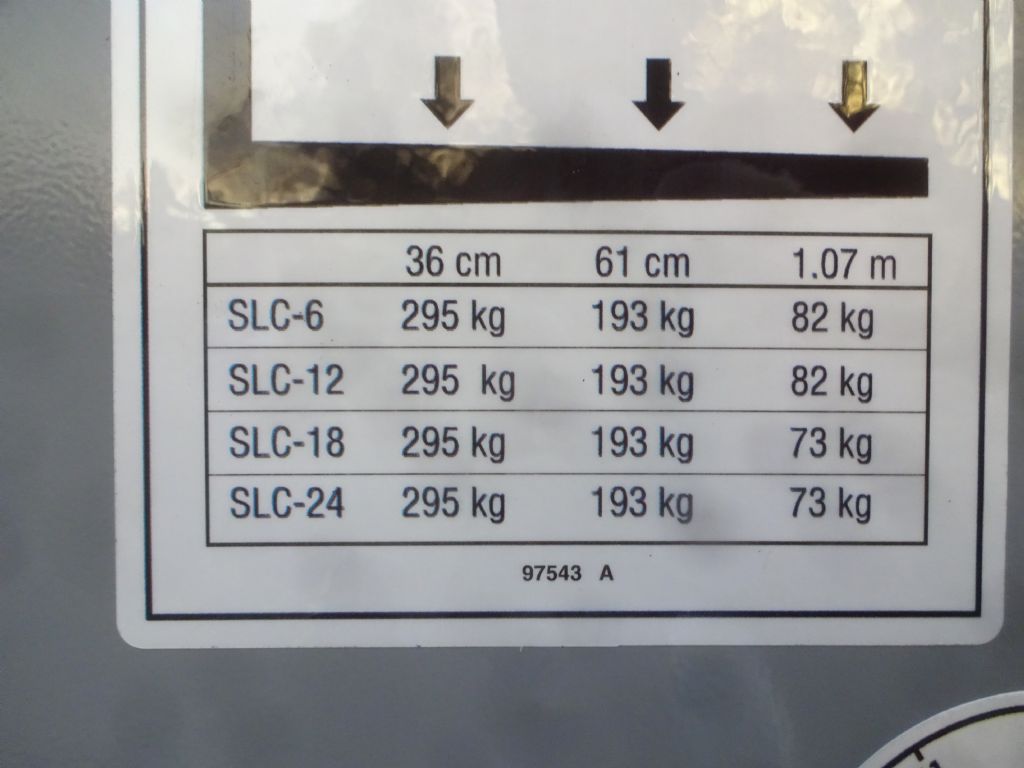 36 cm 61 cm 1.07 m
SLC-6 295 kg 193 kg 82 kg
SLC-12 295 kg 193 kg 82 kg
SLC-18 295 kg 193 kg 73 kg
SLC-24 295 kg 193 kg 73 kg
97543 A